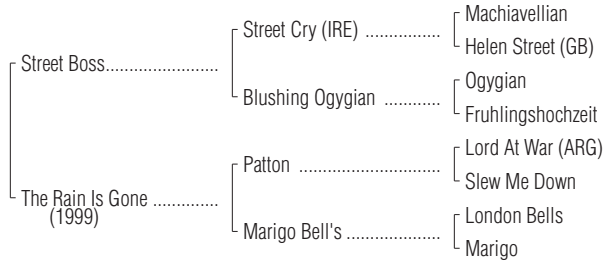 Machiavellian
Street Cry (IRE) ................
Helen Street (GB)
Street Boss........................
Ogygian
Blushing Ogygian ............
Fruhlingshochzeit
Lord At War (ARG)
Patton ..............................
Slew Me Down
The Rain Is Gone ..............
(1999)
London Bells
Marigo Bell's ....................
Marigo